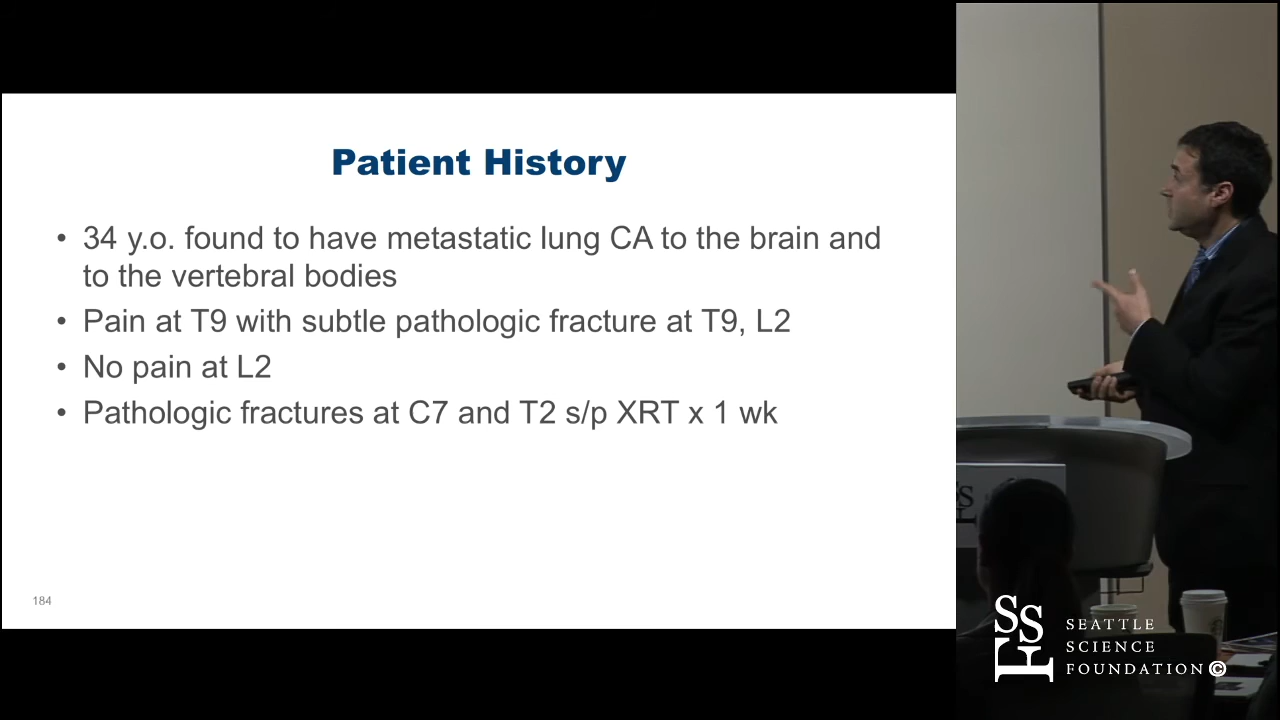 Patient History
• 34 y.o. found to have metastatic lung CA to the brain and
to the vertebral bodies
• Pain at T9 with subtle pathologic fracture at T9, L2
• No pain at L2
• Pathologic fractures at C7 and T2 s/p XRT x 1 wk
184
SSF
SEATTLE
SCIENCE
FOUNDATION©